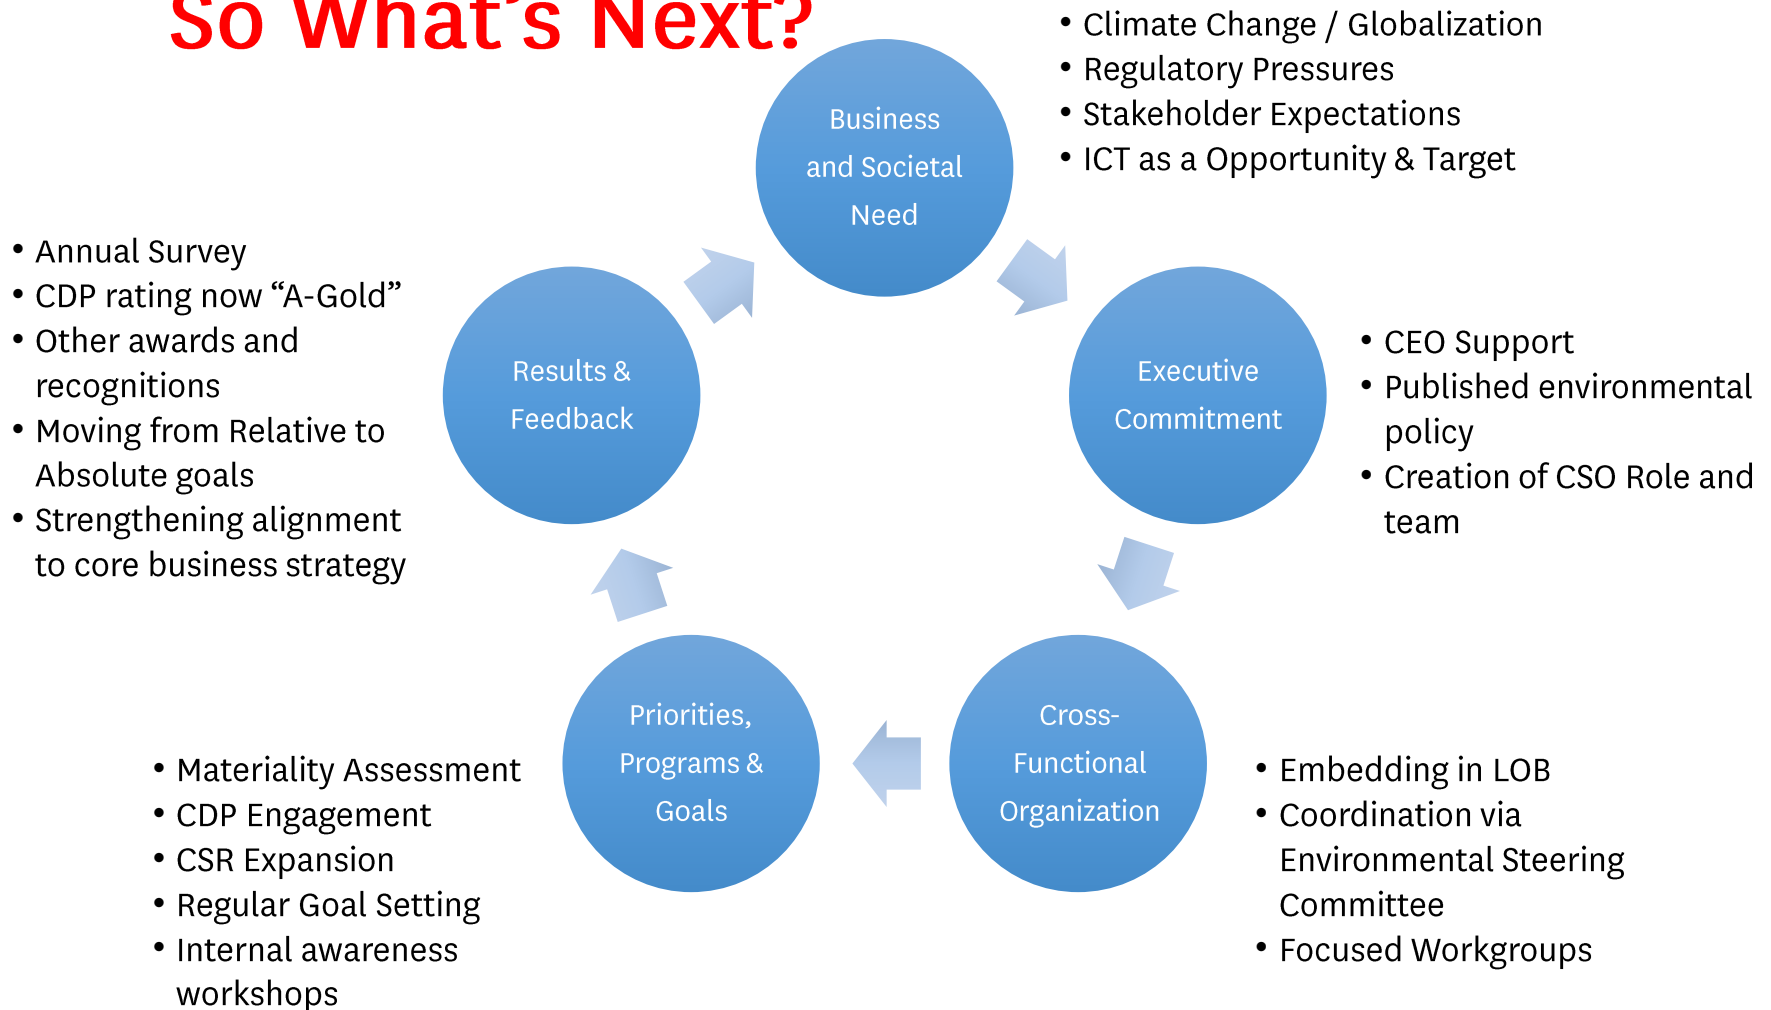 So What's Next?
• Climate Change / Globalization
• Regulatory Pressures
• Stakeholder Expectations
• ICT as a Opportunity & Target
Business
and Societal
Need
• Annual Survey
• CDP rating now “A-Gold”
• Other awards and
recognitions
• Moving from Relative to
Absolute goals
• Strengthening alignment
to core business strategy
Results &
Feedback
Executive
Commitment
• CEO Support
• Published environmental
policy
• Creation of CSO Role and
team
Priorities,
Programs &
Goals
Cross-
Functional
Organization
• Materiality Assessment
• CDP Engagement
• CSR Expansion
• Regular Goal Setting
• Internal awareness
workshops
• Embedding in LOB
• Coordination via
Environmental Steering
Committee
• Focused Workgroups